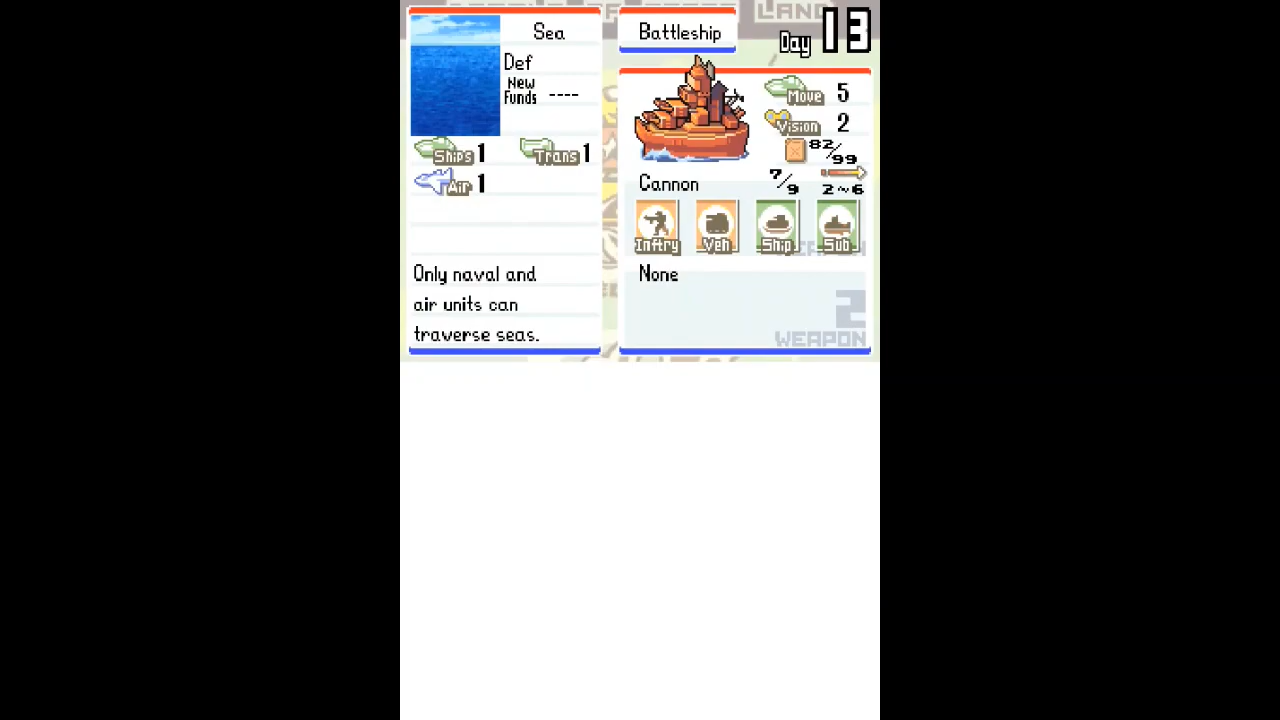 LAND
Day 13
Sea
Def
New Funds ----
Ships 1
Trans 1
Air 1
Only naval and
air units can
traverse seas.
Battleship
Move 5
Vision 2
82/99
Cannon
7/9
2~6
Inftry
Veh
Ship
Sub
WEAPON
None
2
WEAPON